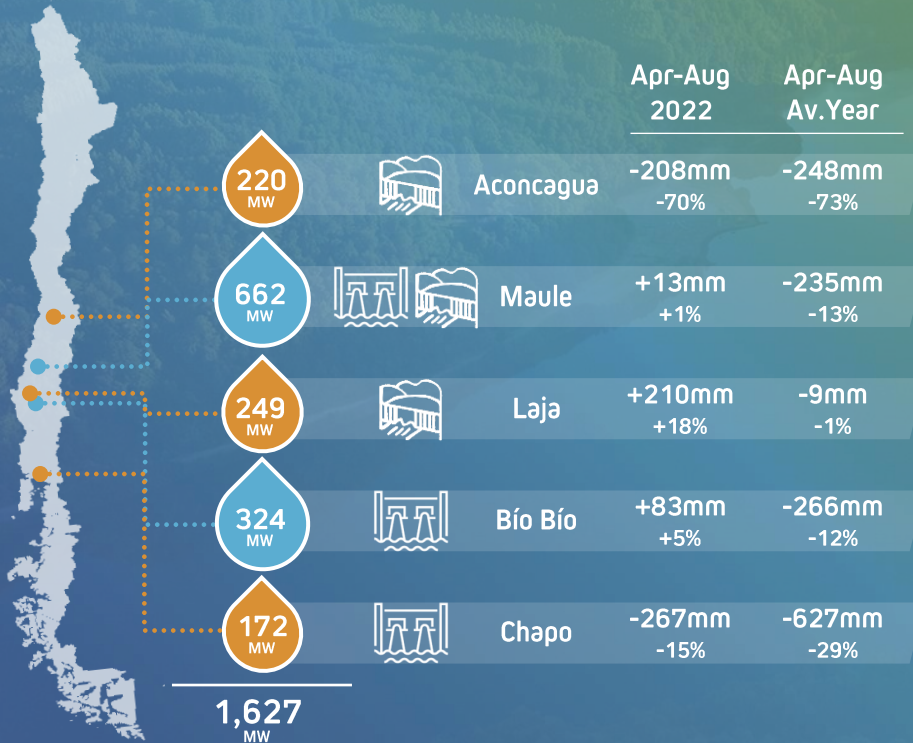 Apr-Aug 2022
Apr-Aug Av.Year
220 MW
Aconcagua
-208mm
-70%
-248mm
-73%
662 MW
Maule
+13mm
+1%
-235mm
-13%
249 MW
Laja
+210mm
+18%
-9mm
-1%
324 MW
Bío Bío
+83mm
+5%
-266mm
-12%
172 MW
Chapo
-267mm
-15%
-627mm
-29%
1,627
MW